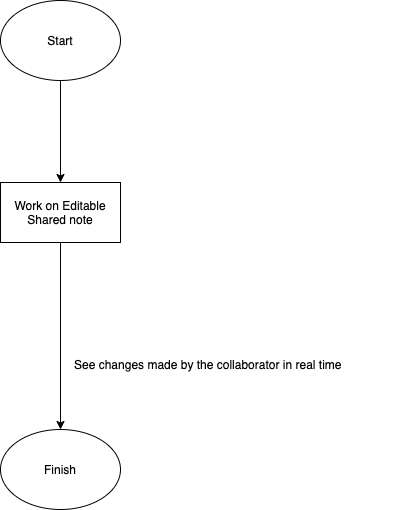 Start
Work on Editable
Shared note
See changes made by the collaborator in real time
Finish